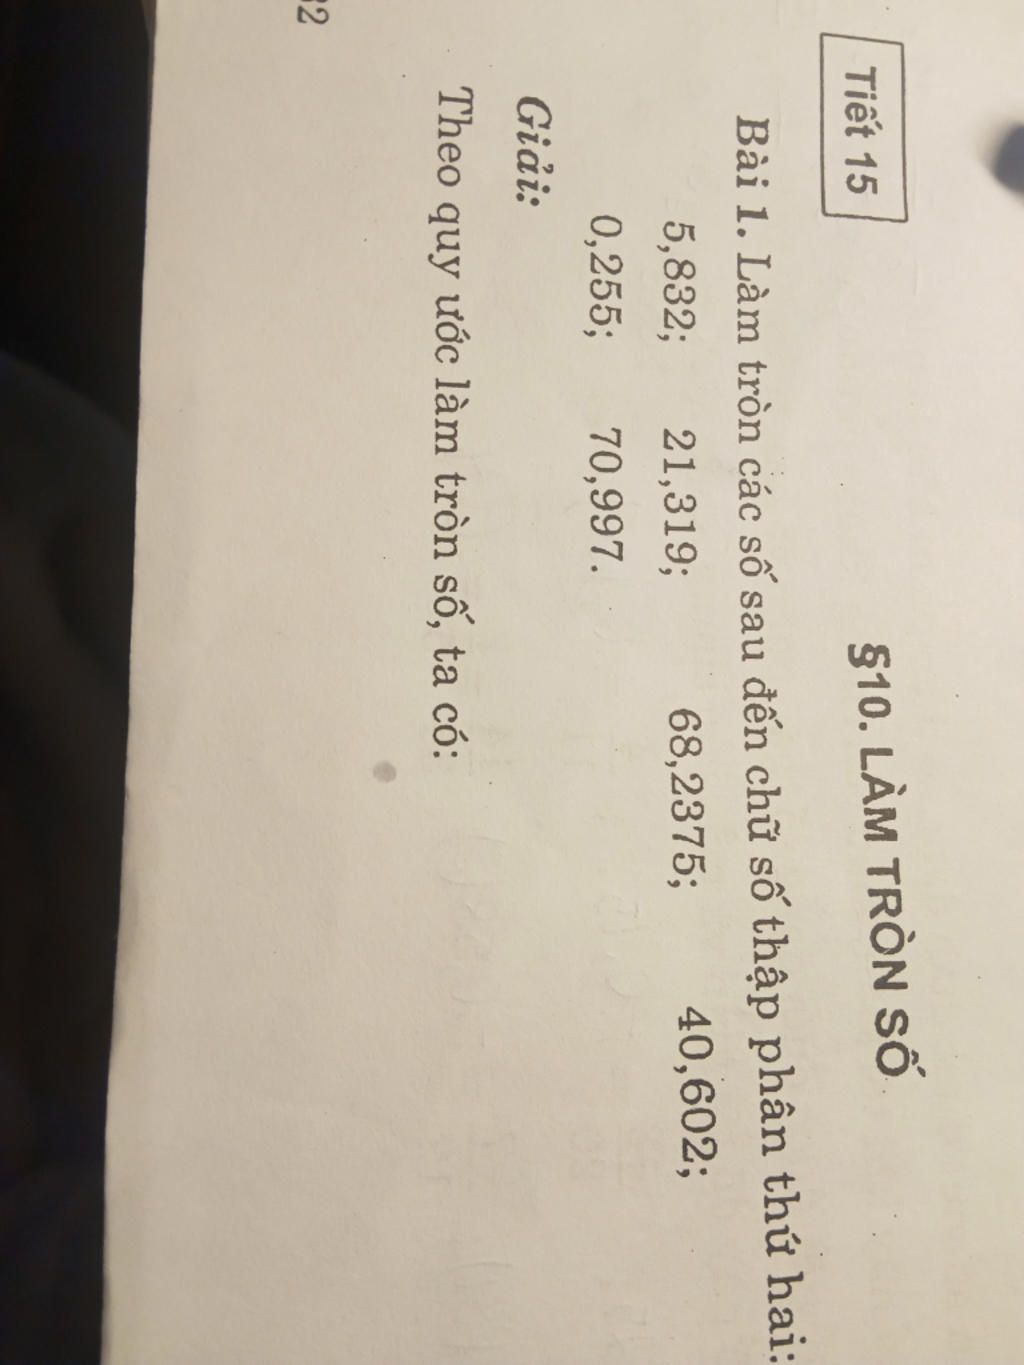 Tiết 15
§10. LÀM TRÒN SỐ
Bài 1. Làm tròn các số sau đến chữ số thập phân thứ hai:
5,832; 21,319; 68,2375; 40,602;
0,255; 70,997.
Giải:
Theo quy ước làm tròn số, ta có: